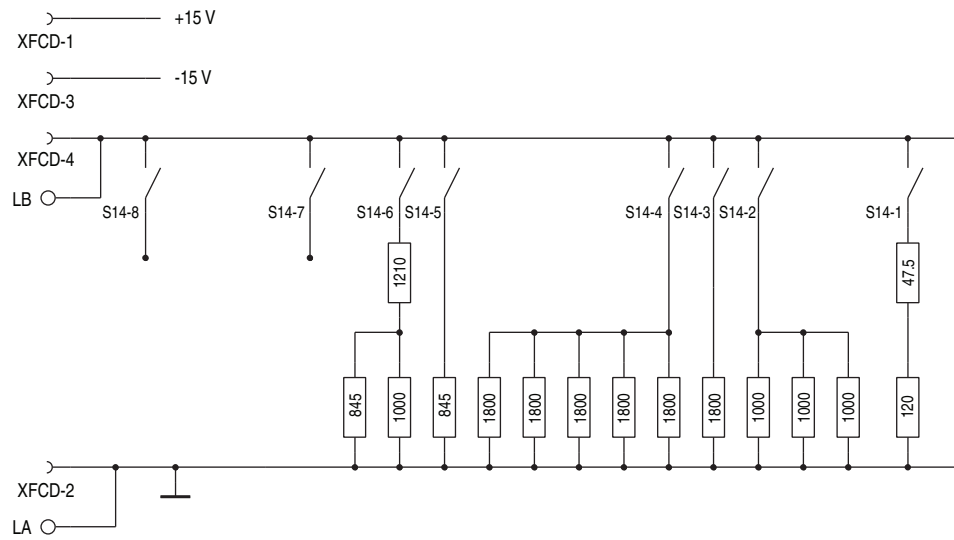 +15 V
XFCD-1
-15 V
XFCD-3
XFCD-4
LB
S14-8
S14-7
S14-6
S14-5
S14-4
S14-3
S14-2
S14-1
1210
47.5
845
1000
845
1800
1800
1800
1800
1800
1800
1000
1000
1000
120
XFCD-2
LA